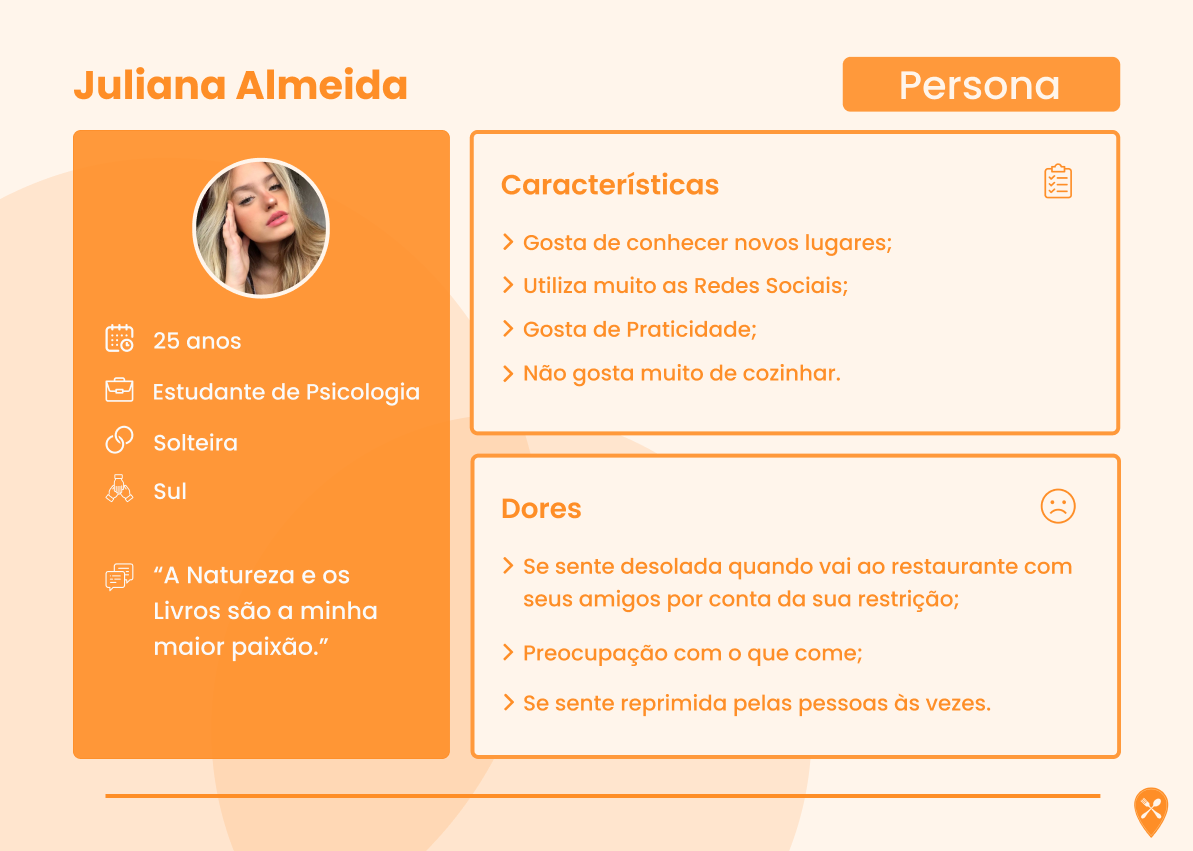 Juliana Almeida
Persona
25 anos
Estudante de Psicologia
Solteira
Sul
“A Natureza e os
Livros são a minha
maior paixão.”
Características
Gosta de conhecer novos lugares;
Utiliza muito as Redes Sociais;
Gosta de Praticidade;
Não gosta muito de cozinhar.
Dores
Se sente desolada quando vai ao restaurante com
seus amigos por conta da sua restrição;
Preocupação com o que come;
Se sente reprimida pelas pessoas às vezes.